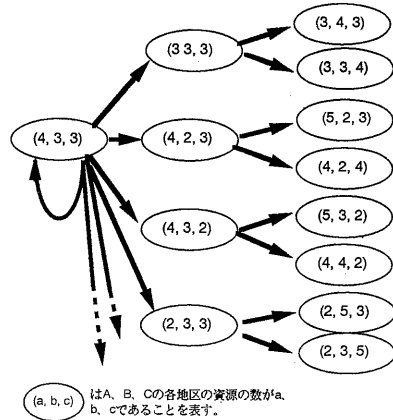 (3, 4, 3)
(3 3, 3)
(3, 3, 4)
(5, 2, 3)
(4, 3, 3)
(4, 2, 3)
(4, 2, 4)
(5, 3, 2)
(4, 3, 2)
(4, 4, 2)
(2, 5, 3)
(2, 3, 3)
(2, 3, 5)
(a, b, c) はA、B、Cの各地区の資源の数がa、
b、cであることを表す。